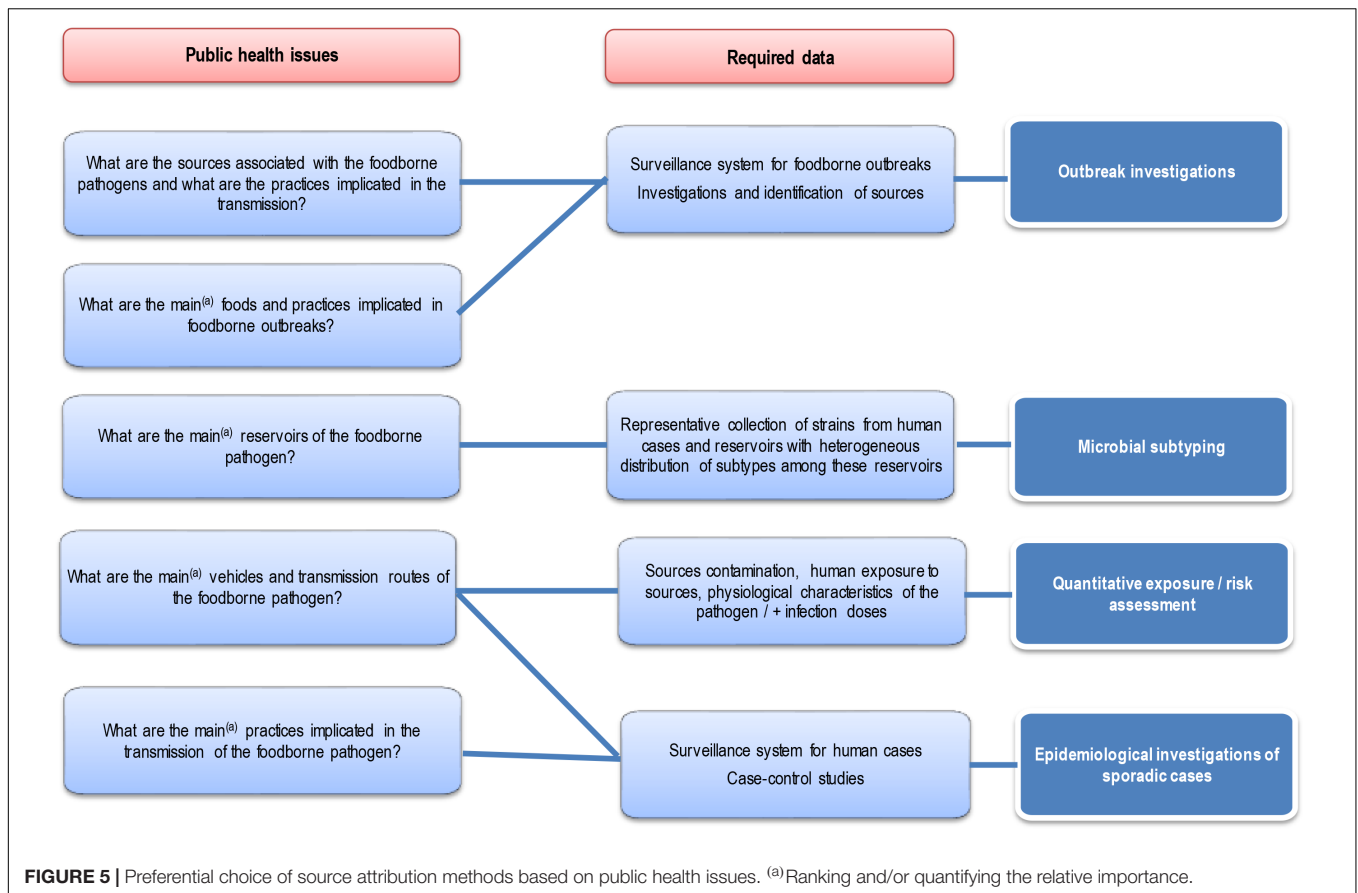 Public health issues
Required data
What are the sources associated with the foodborne
pathogens and what are the practices implicated in the
transmission?
Surveillance system for foodborne outbreaks
Investigations and identification of sources
Outbreak investigations
What are the main(a) foods and practices implicated in
foodborne outbreaks?
What are the main(a) reservoirs of the foodborne
pathogen?
Representative collection of strains from human
cases and reservoirs with heterogeneous
distribution of subtypes among these reservoirs
Microbial subtyping
What are the main(a) vehicles and transmission routes of
the foodborne pathogen?
Sources contamination, human exposure to
sources, physiological characteristics of the
pathogen / + infection doses
Quantitative exposure / risk
assessment
What are the main(a) practices implicated in the
transmission of the foodborne pathogen?
Surveillance system for human cases
Case-control studies
Epidemiological investigations of
sporadic cases
FIGURE 5 | Preferential choice of source attribution methods based on public health issues. (a)Ranking and/or quantifying the relative importance.